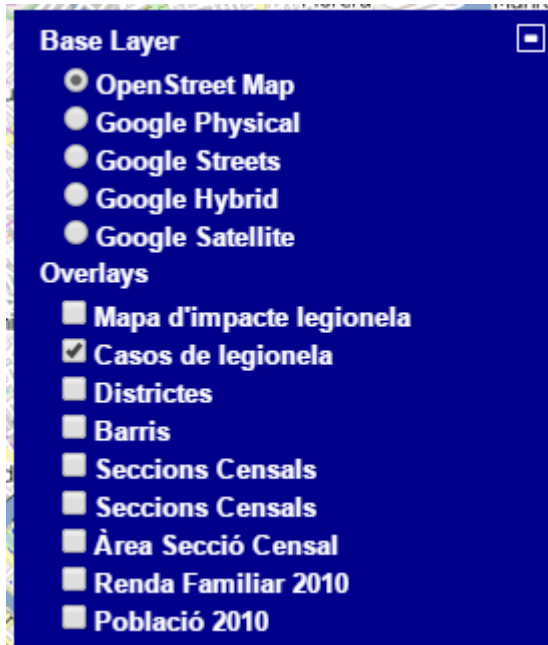 Base Layer
OpenStreet Map
Google Physical
Google Streets
Google Hybrid
Google Satellite
Overlays
Mapa d'impacte legionela
Casos de legionela
Districtes
Barris
Seccions Censals
Seccions Censals
Àrea Secció Censal
Renda Familiar 2010
Població 2010